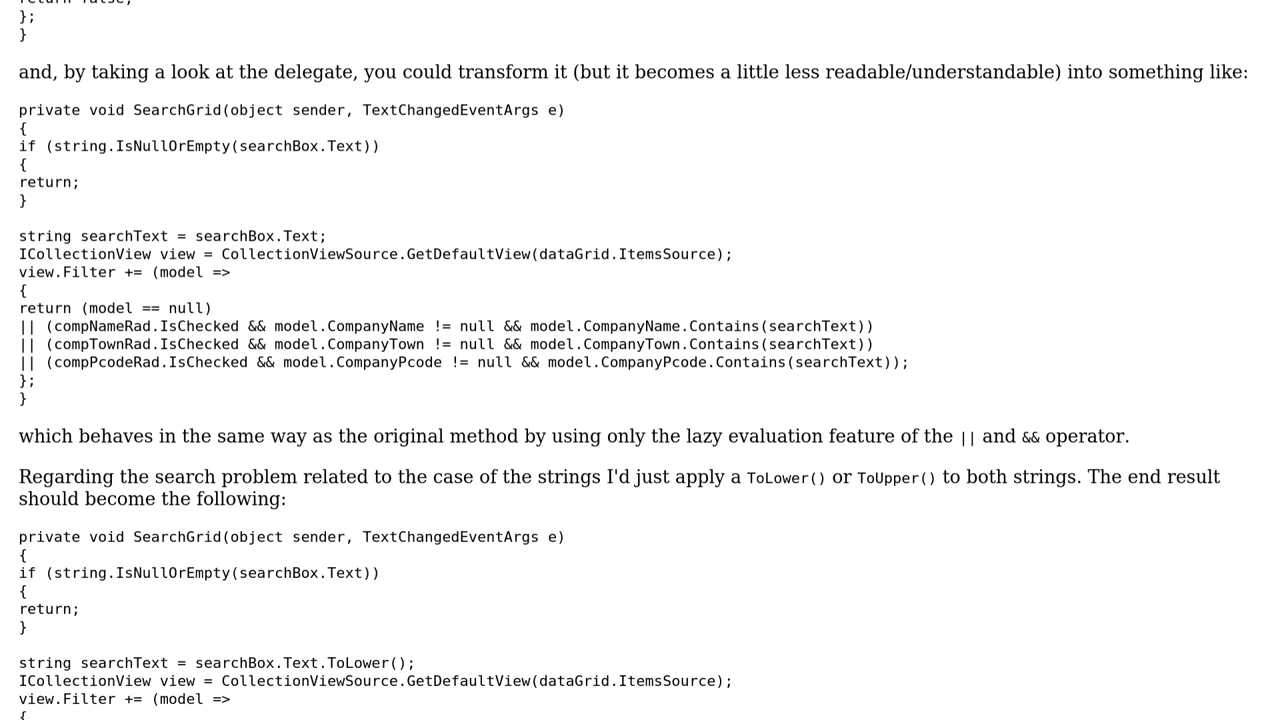 return false;
};
}
and, by taking a look at the delegate, you could transform it (but it becomes a little less readable/understandable) into something like:
private void SearchGrid(object sender, TextChangedEventArgs e)
{
if (string.IsNullOrEmpty(searchBox.Text))
{
return;
}
string searchText = searchBox.Text;
ICollectionView view = CollectionViewSource.GetDefaultView(dataGrid.ItemsSource);
view.Filter += (model =>
{
return (model == null)
|| (compNameRad.IsChecked && model.CompanyName != null && model.CompanyName.Contains(searchText))
|| (compTownRad.IsChecked && model.CompanyTown != null && model.CompanyTown.Contains(searchText))
|| (compPcodeRad.IsChecked && model.CompanyPcode != null && model.CompanyPcode.Contains(searchText));
};
}
which behaves in the same way as the original method by using only the lazy evaluation feature of the || and && operator.
Regarding the search problem related to the case of the strings I'd just apply a ToLower() or ToUpper() to both strings. The end result
should become the following:
private void SearchGrid(object sender, TextChangedEventArgs e)
{
if (string.IsNullOrEmpty(searchBox.Text))
{
return;
}
string searchText = searchBox.Text.ToLower();
ICollectionView view = CollectionViewSource.GetDefaultView(dataGrid.ItemsSource);
view.Filter += (model =>
{